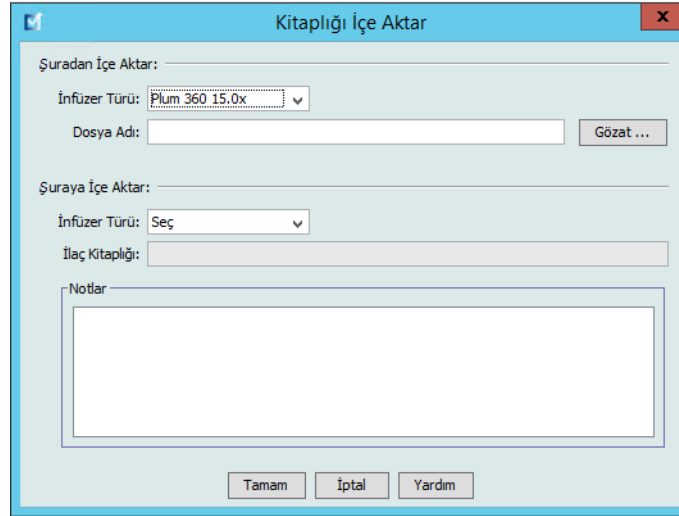 Kitaplığı İçe Aktar
x
Şuradan İçe Aktar:
İnfüzer Türü: Plum 360 15.0x
Dosya Adı: Gözat ...
Şuraya İçe Aktar:
İnfüzer Türü: Seç
İlaç Kitaplığı:
Notlar
Tamam İptal Yardım